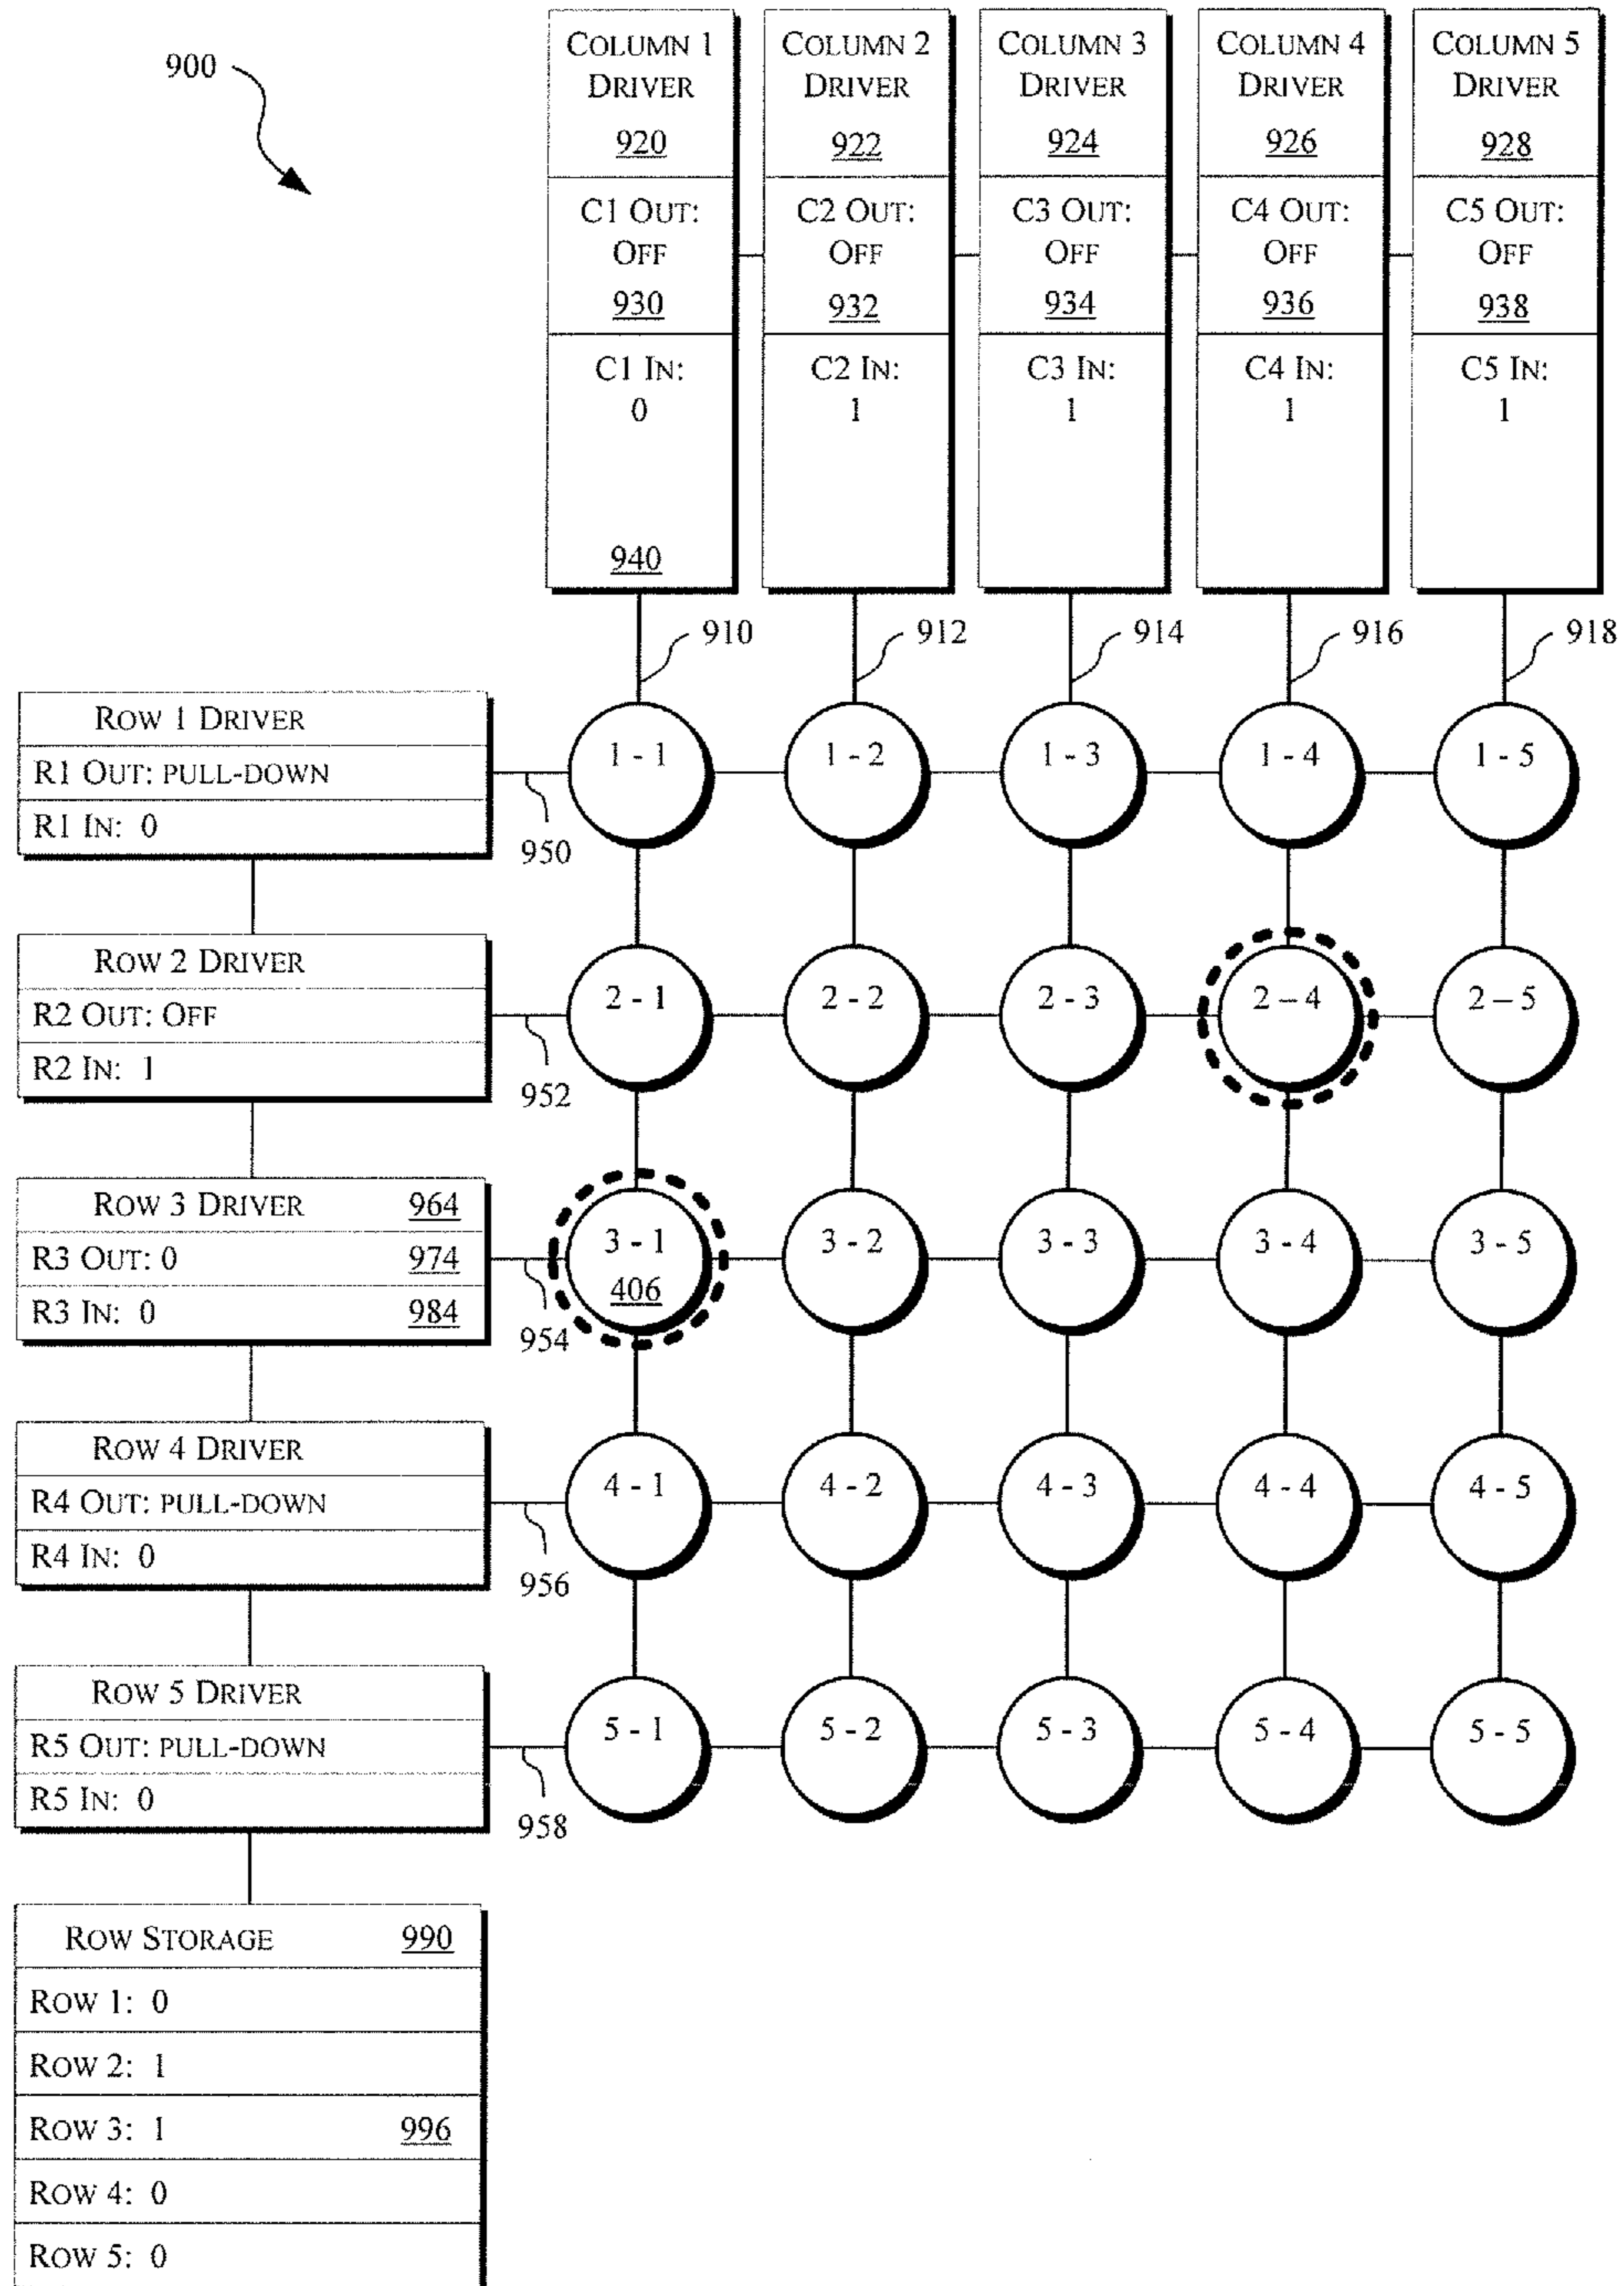 900
COLUMN 1 DRIVER
920
C1 OUT: OFF
930
C1 IN: 0
940
COLUMN 2 DRIVER
922
C2 OUT: OFF
932
C2 IN: 1
COLUMN 3 DRIVER
924
C3 OUT: OFF
934
C3 IN: 1
COLUMN 4 DRIVER
926
C4 OUT: OFF
936
C4 IN: 1
COLUMN 5 DRIVER
928
C5 OUT: OFF
938
C5 IN: 1
910
912
914
916
918
ROW 1 DRIVER
R1 OUT: PULL-DOWN
R1 IN: 0
950
1 - 1
1 - 2
1 - 3
1 - 4
1 - 5
ROW 2 DRIVER
R2 OUT: OFF
R2 IN: 1
952
2 - 1
2 - 2
2 - 3
2 – 4
2 – 5
ROW 3 DRIVER 964
R3 OUT: 0 974
R3 IN: 0 984
954
3 - 1
406
3 - 2
3 - 3
3 - 4
3 - 5
ROW 4 DRIVER
R4 OUT: PULL-DOWN
R4 IN: 0
956
4 - 1
4 - 2
4 - 3
4 - 4
4 - 5
ROW 5 DRIVER
R5 OUT: PULL-DOWN
R5 IN: 0
958
5 - 1
5 - 2
5 - 3
5 - 4
5 - 5
ROW STORAGE 990
ROW 1: 0
ROW 2: 1
ROW 3: 1 996
ROW 4: 0
ROW 5: 0